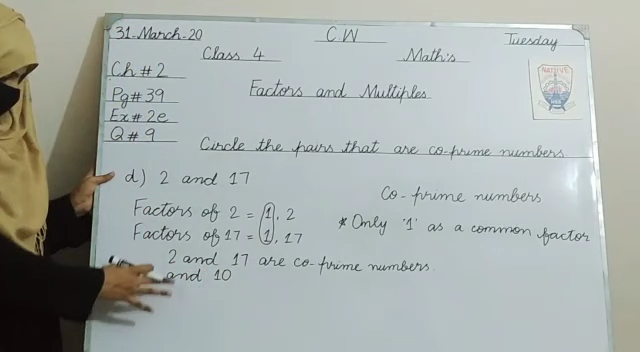 31-March-20 C.W Tuesday
Class 4 Math's
Ch # 2
Pg # 39 Factors and Multiples
Ex # 2e
Q # 9
Circle the pairs that are co-prime numbers
d) 2 and 17
Co-prime numbers
Factors of 2 = 1, 2
* Only '1' as a common factor
Factors of 17 = 1, 17
2 and 17 are co-prime numbers.
and 10
NATIVE